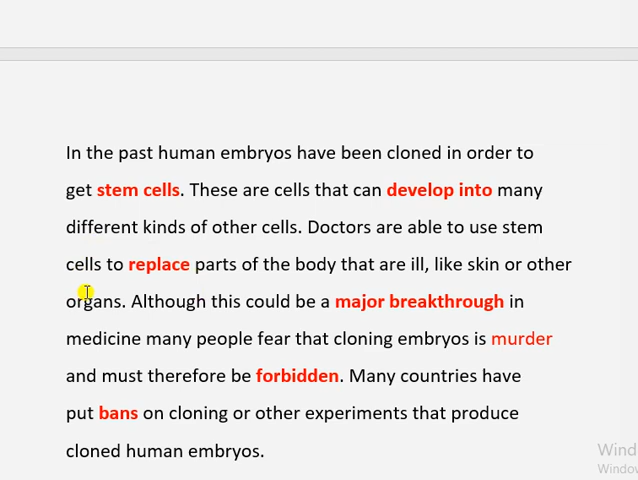 In the past human embryos have been cloned in order to
get stem cells. These are cells that can develop into many
different kinds of other cells. Doctors are able to use stem
cells to replace parts of the body that are ill, like skin or other
organs. Although this could be a major breakthrough in
medicine many people fear that cloning embryos is murder
and must therefore be forbidden. Many countries have
put bans on cloning or other experiments that produce
cloned human embryos.